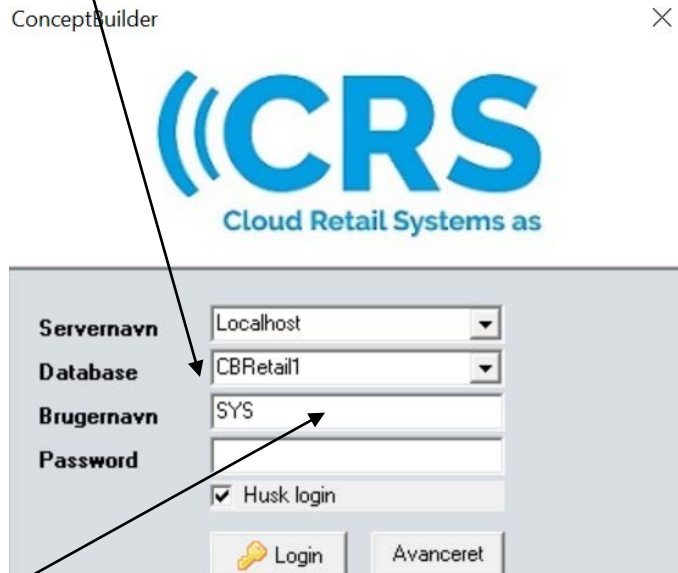 ConceptBuilder
((CRS
Cloud Retail Systems as
Servernavn Localhost
Database CBRetail1
Brugernavn SYS
Password
Husk login
Login Avanceret